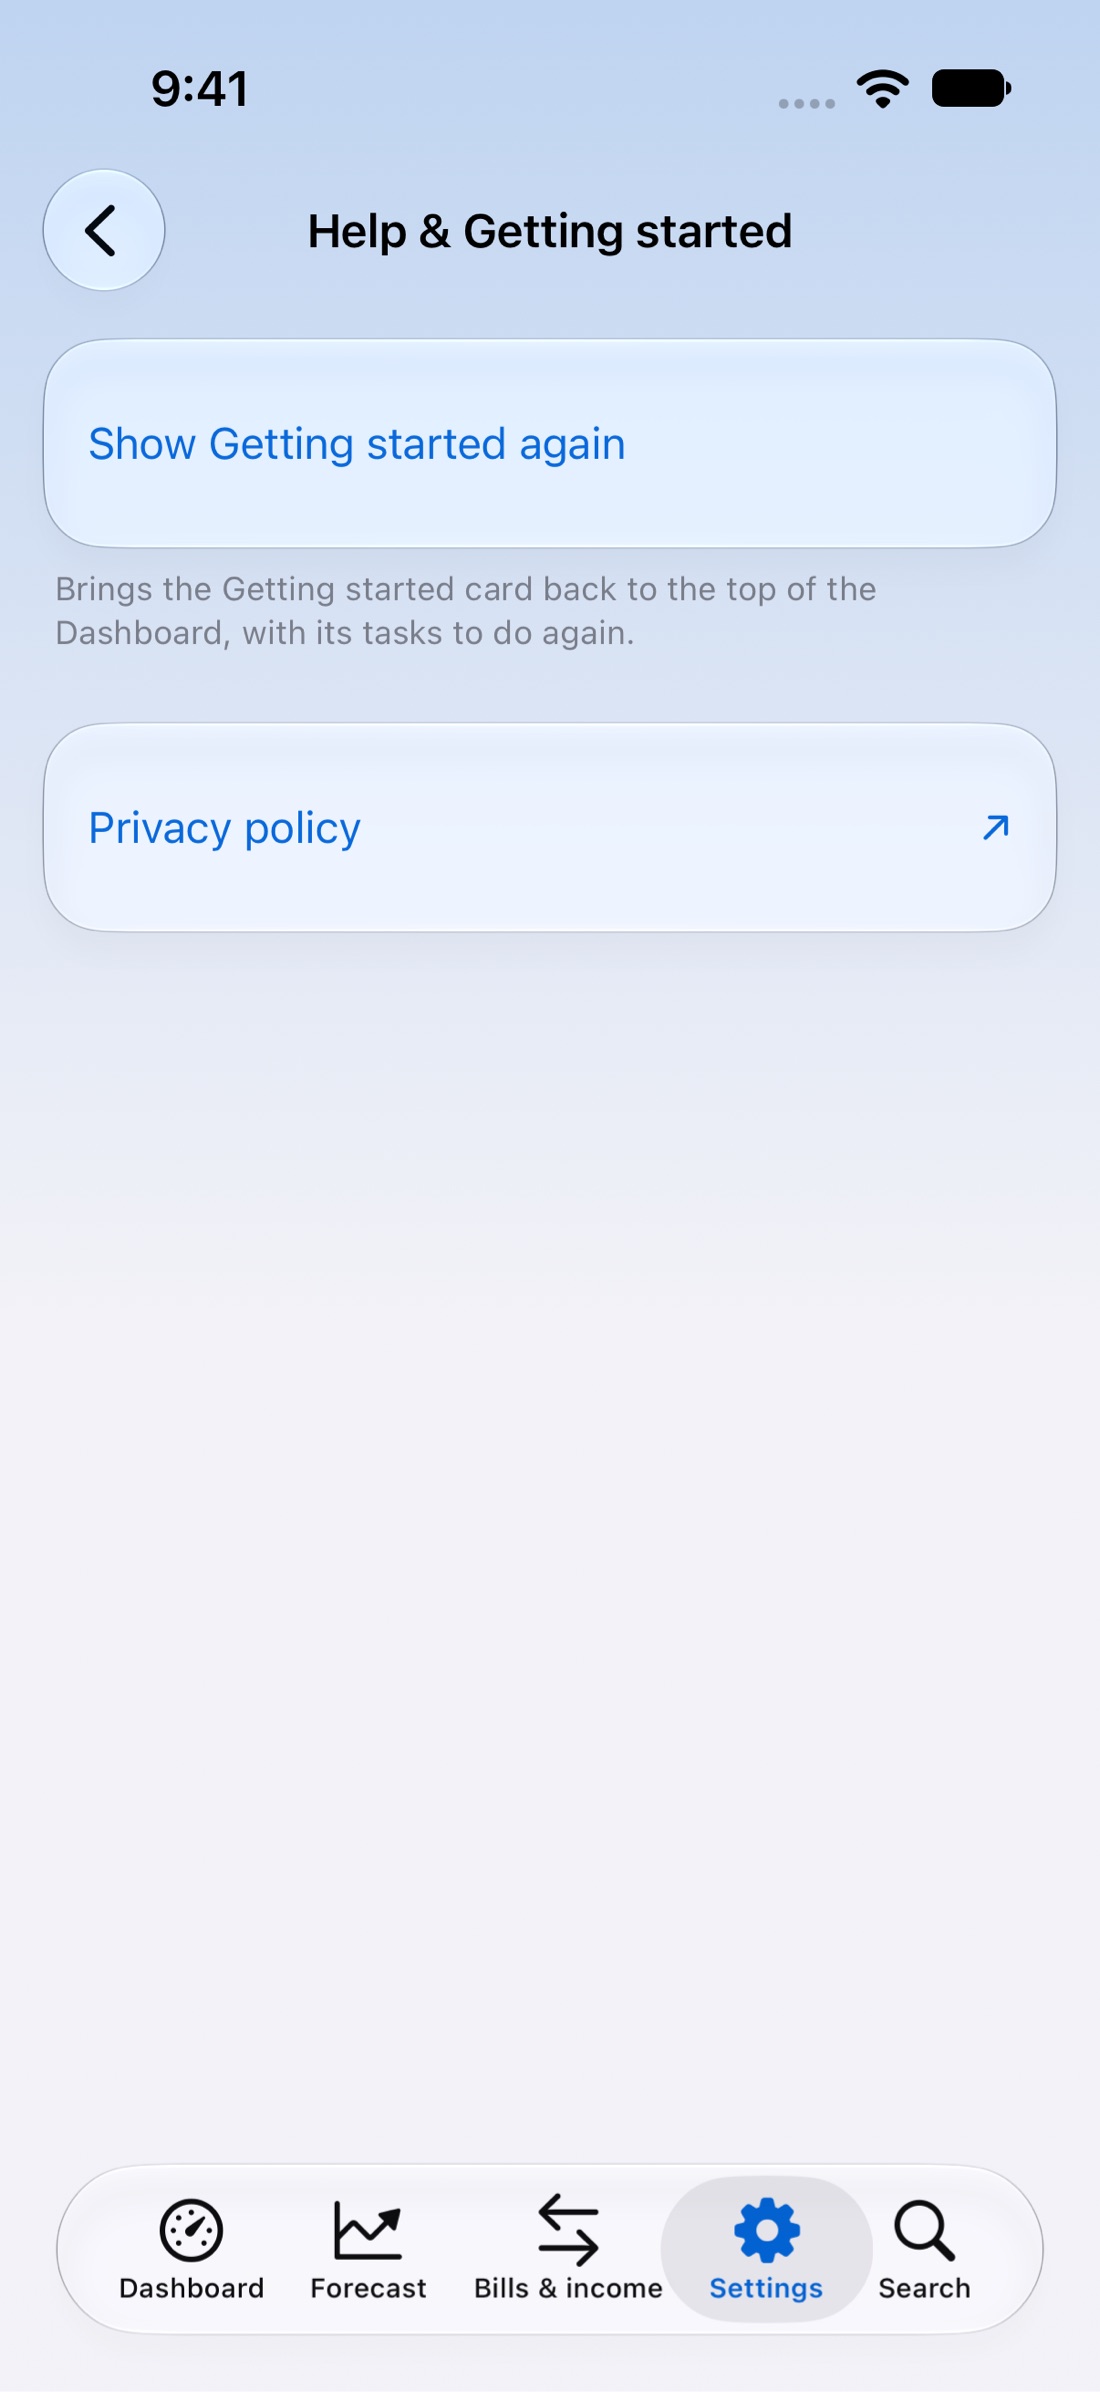 9:41
Help & Getting started
Show Getting started again
Brings the Getting started card back to the top of the
Dashboard, with its tasks to do again.
Privacy policy
Dashboard
Forecast
Bills & income
Settings
Search